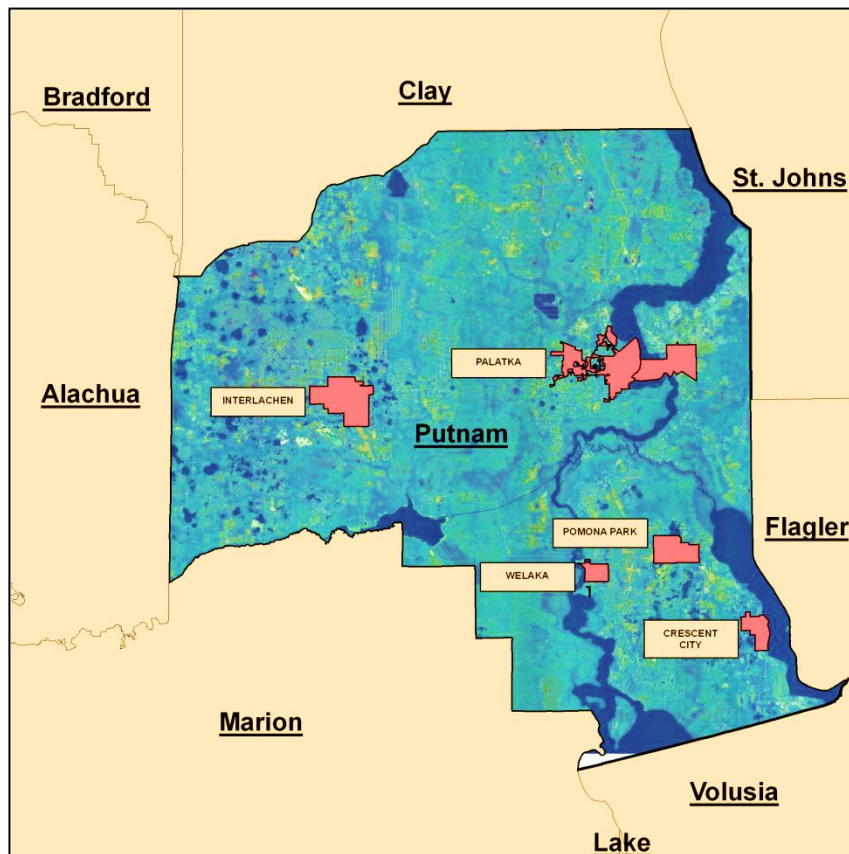 Clay
Bradford
St. Johns
PALATKA
Alachua
INTERLACHEN
Putnam
Flagler
POMONA PARK
WELAKA
CRESCENT
CITY
Marion
Volusia
Lake